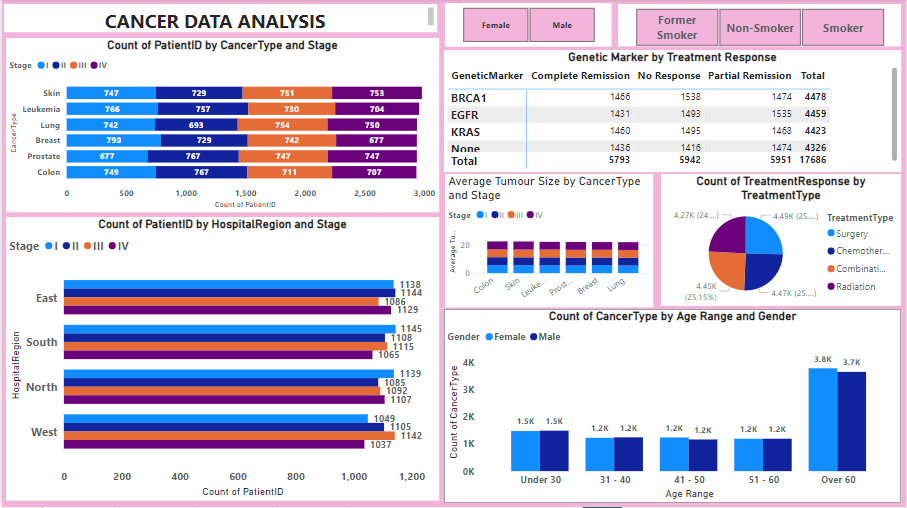 CANCER DATA ANALYSIS
Female Male
Former Smoker Non-Smoker Smoker
Count of PatientID by CancerType and Stage
Stage I II III IV
CancerType
Skin 747 729 751 753
Leukemia 766 757 730 704
Lung 742 693 754 750
Breast 790 729 742 677
Prostate 677 767 747 747
Colon 749 767 711 707
0 500 1,000 1,500 2,000 2,500 3,000
Count of PatientID
Genetic Marker by Treatment Response
GeneticMarker Complete Remission No Response Partial Remission Total
BRCA1 1466 1538 1474 4478
EGFR 1431 1493 1535 4459
KRAS 1460 1495 1468 4423
None 1436 1416 1474 4326
Total 5793 5942 5951 17686
Count of PatientID by HospitalRegion and Stage
Stage I II III IV
HospitalRegion
East 1138 1144 1086 1129
South 1145 1108 1115 1065
North 1139 1085 1092 1107
West 1049 1105 1142 1037
0 200 400 600 800 1,000 1,200
Count of PatientID
Average Tumour Size by CancerType
and Stage
Stage I II III IV
Average Tu...
20
0
Colon Skin Leuke... Prost... Breast Lung
Count of TreatmentResponse by
TreatmentType
4.27K (24....) 4.49K (25....)
4.45K
(25.15%)
4.47K (25....)
TreatmentType
Surgery
Chemother...
Combinati...
Radiation
Count of CancerType by Age Range and Gender
Gender Female Male
Count of CancerType
4K
3K
2K
1K
0K
1.5K 1.5K 1.2K 1.2K 1.2K 1.2K 1.2K 1.2K 3.8K 3.7K
Under 30 31 - 40 41 - 50 51 - 60 Over 60
Age Range